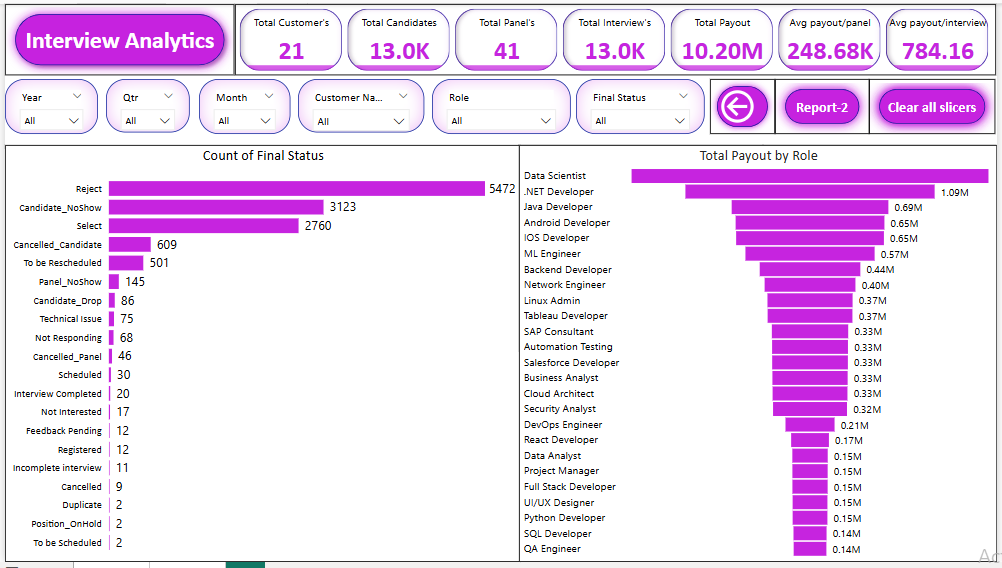 Interview Analytics
Total Customer's
21
Total Candidates
13.0K
Total Panel's
41
Total Interview's
13.0K
Total Payout
10.20M
Avg payout/panel
248.68K
Avg payout/interview
784.16
Year
All
Qtr
All
Month
All
Customer Na...
All
Role
All
Final Status
All
Report-2
Clear all slicers
Count of Final Status
Reject 5472
Candidate_NoShow 3123
Select 2760
Cancelled_Candidate 609
To be Rescheduled 501
Panel_NoShow 145
Candidate_Drop 86
Technical Issue 75
Not Responding 68
Cancelled_Panel 46
Scheduled 30
Interview Completed 20
Not Interested 17
Feedback Pending 12
Registered 12
Incomplete interview 11
Cancelled 9
Duplicate 2
Position_OnHold 2
To be Scheduled 2
Total Payout by Role
Data Scientist
.NET Developer 1.09M
Java Developer 0.69M
Android Developer 0.65M
IOS Developer 0.65M
ML Engineer 0.57M
Backend Developer 0.44M
Network Engineer 0.40M
Linux Admin 0.37M
Tableau Developer 0.37M
SAP Consultant 0.33M
Automation Testing 0.33M
Salesforce Developer 0.33M
Business Analyst 0.33M
Cloud Architect 0.33M
Security Analyst 0.32M
DevOps Engineer 0.21M
React Developer 0.17M
Data Analyst 0.15M
Project Manager 0.15M
Full Stack Developer 0.15M
UI/UX Designer 0.15M
Python Developer 0.15M
SQL Developer 0.14M
QA Engineer 0.14M